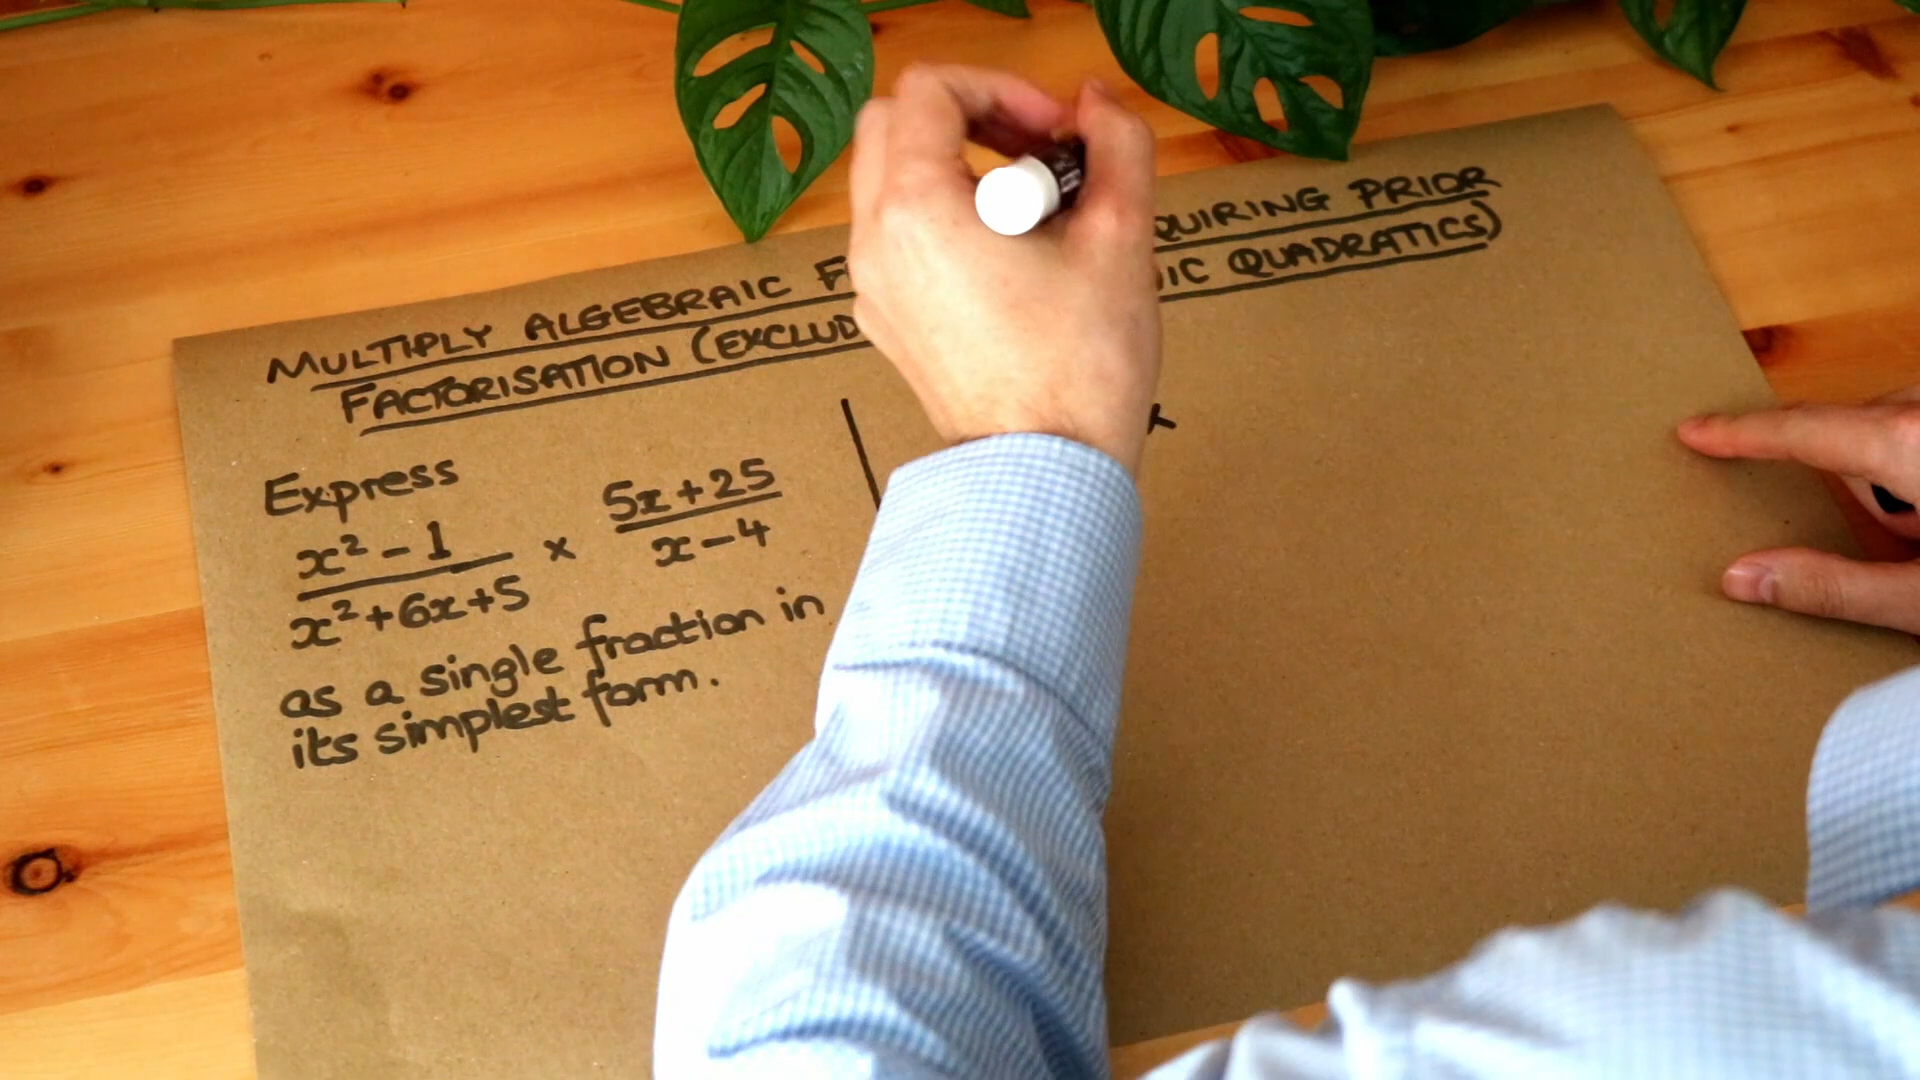 MULTIPLY ALGEBRAIC QUIRING PRIOR
FACTORISATION (EXCLUD IC QUADRATICS)
Express
x² - 1 / x² + 6x + 5 × 5x + 25 / x - 4
as a single fraction in
its simplest form.